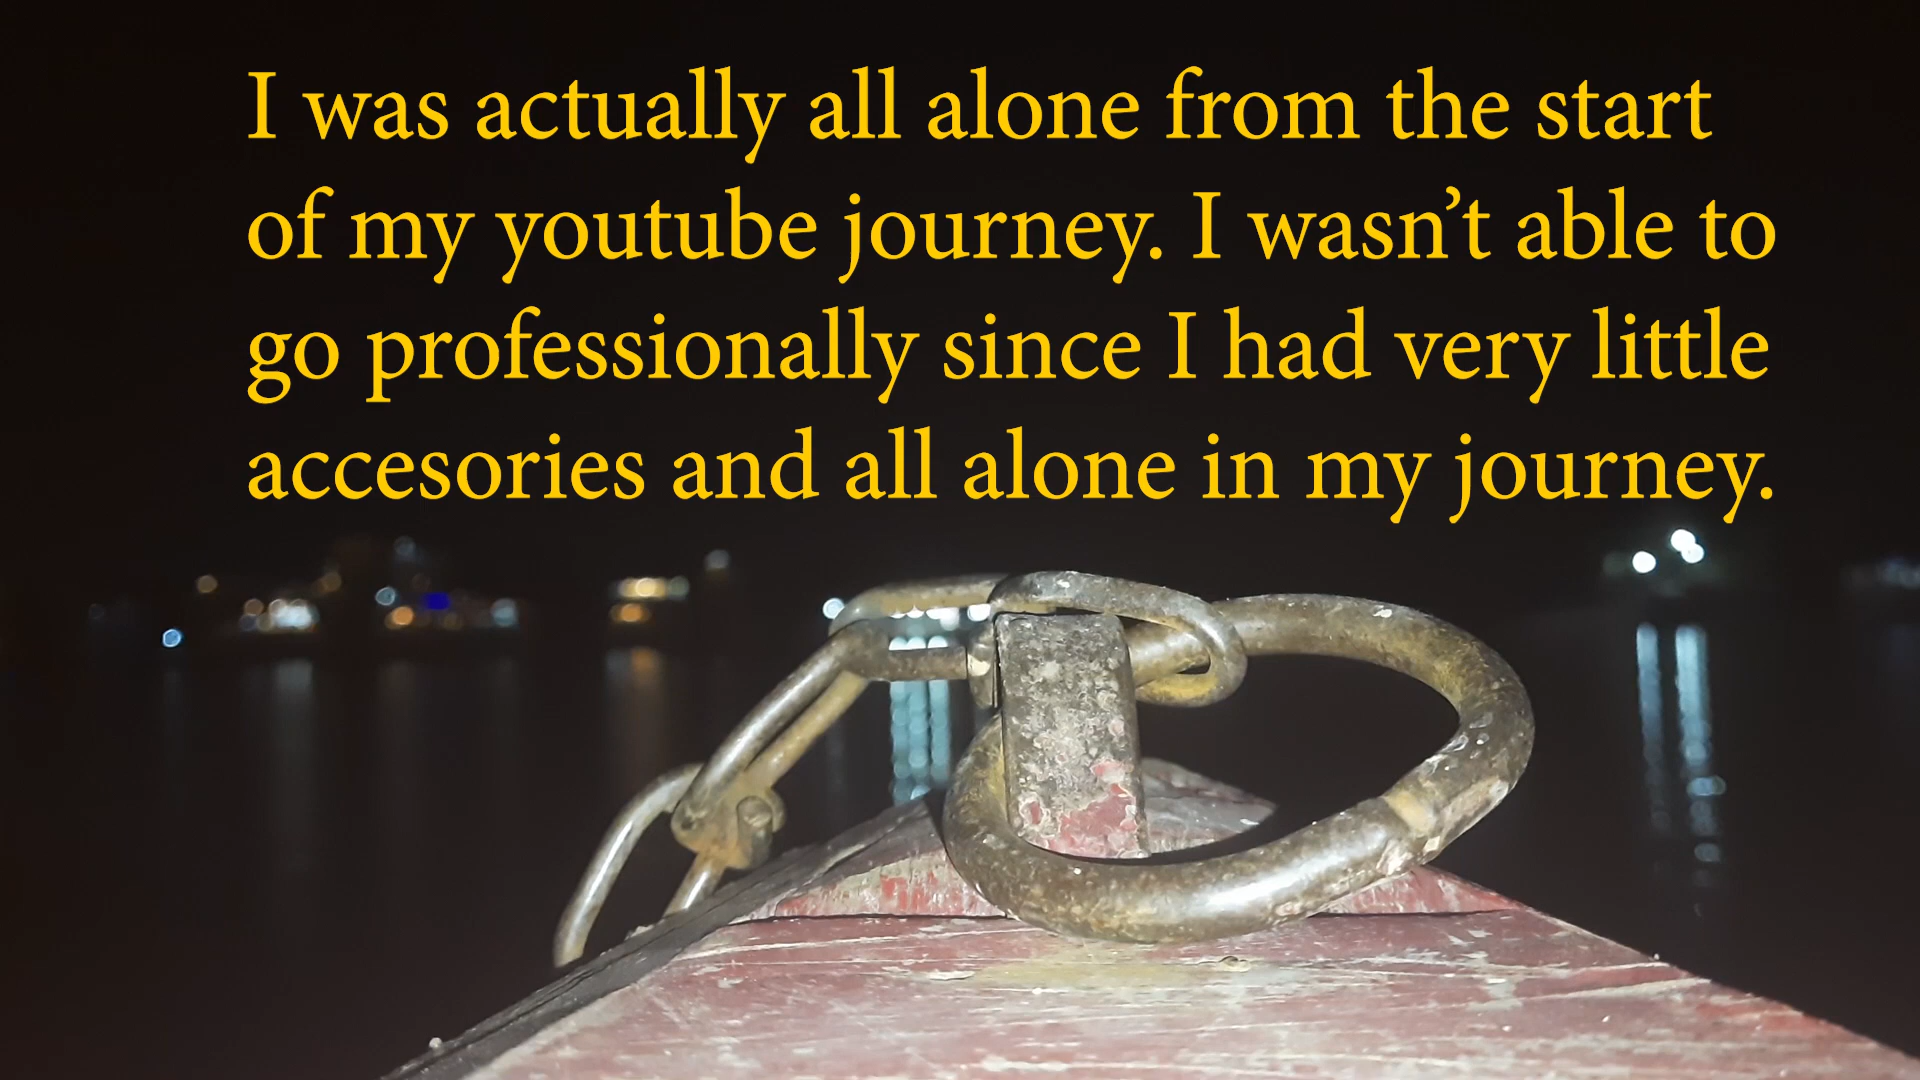 I was actually all alone from the start
of my youtube journey. I wasn’t able to
go professionally since I had very little
accesories and all alone in my journey.